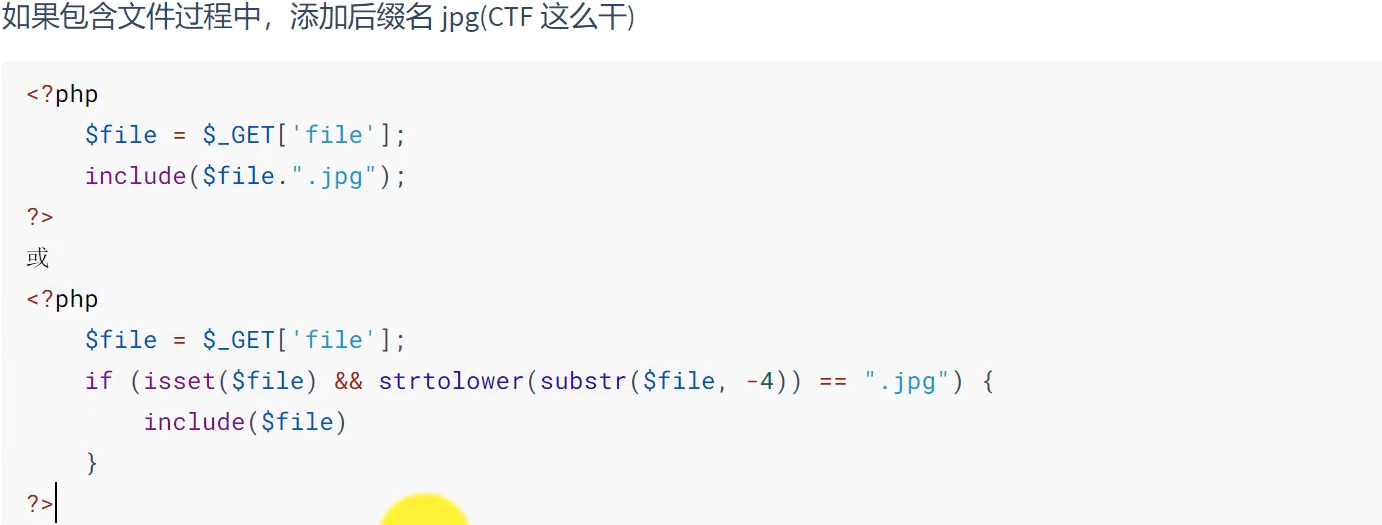 如果包含文件过程中，添加后缀名 jpg(CTF 这么干)
<?php
    $file = $_GET['file'];
    include($file.".jpg");
?>
或
<?php
    $file = $_GET['file'];
    if (isset($file) && strtolower(substr($file, -4)) == ".jpg") {
        include($file)
    }
?>